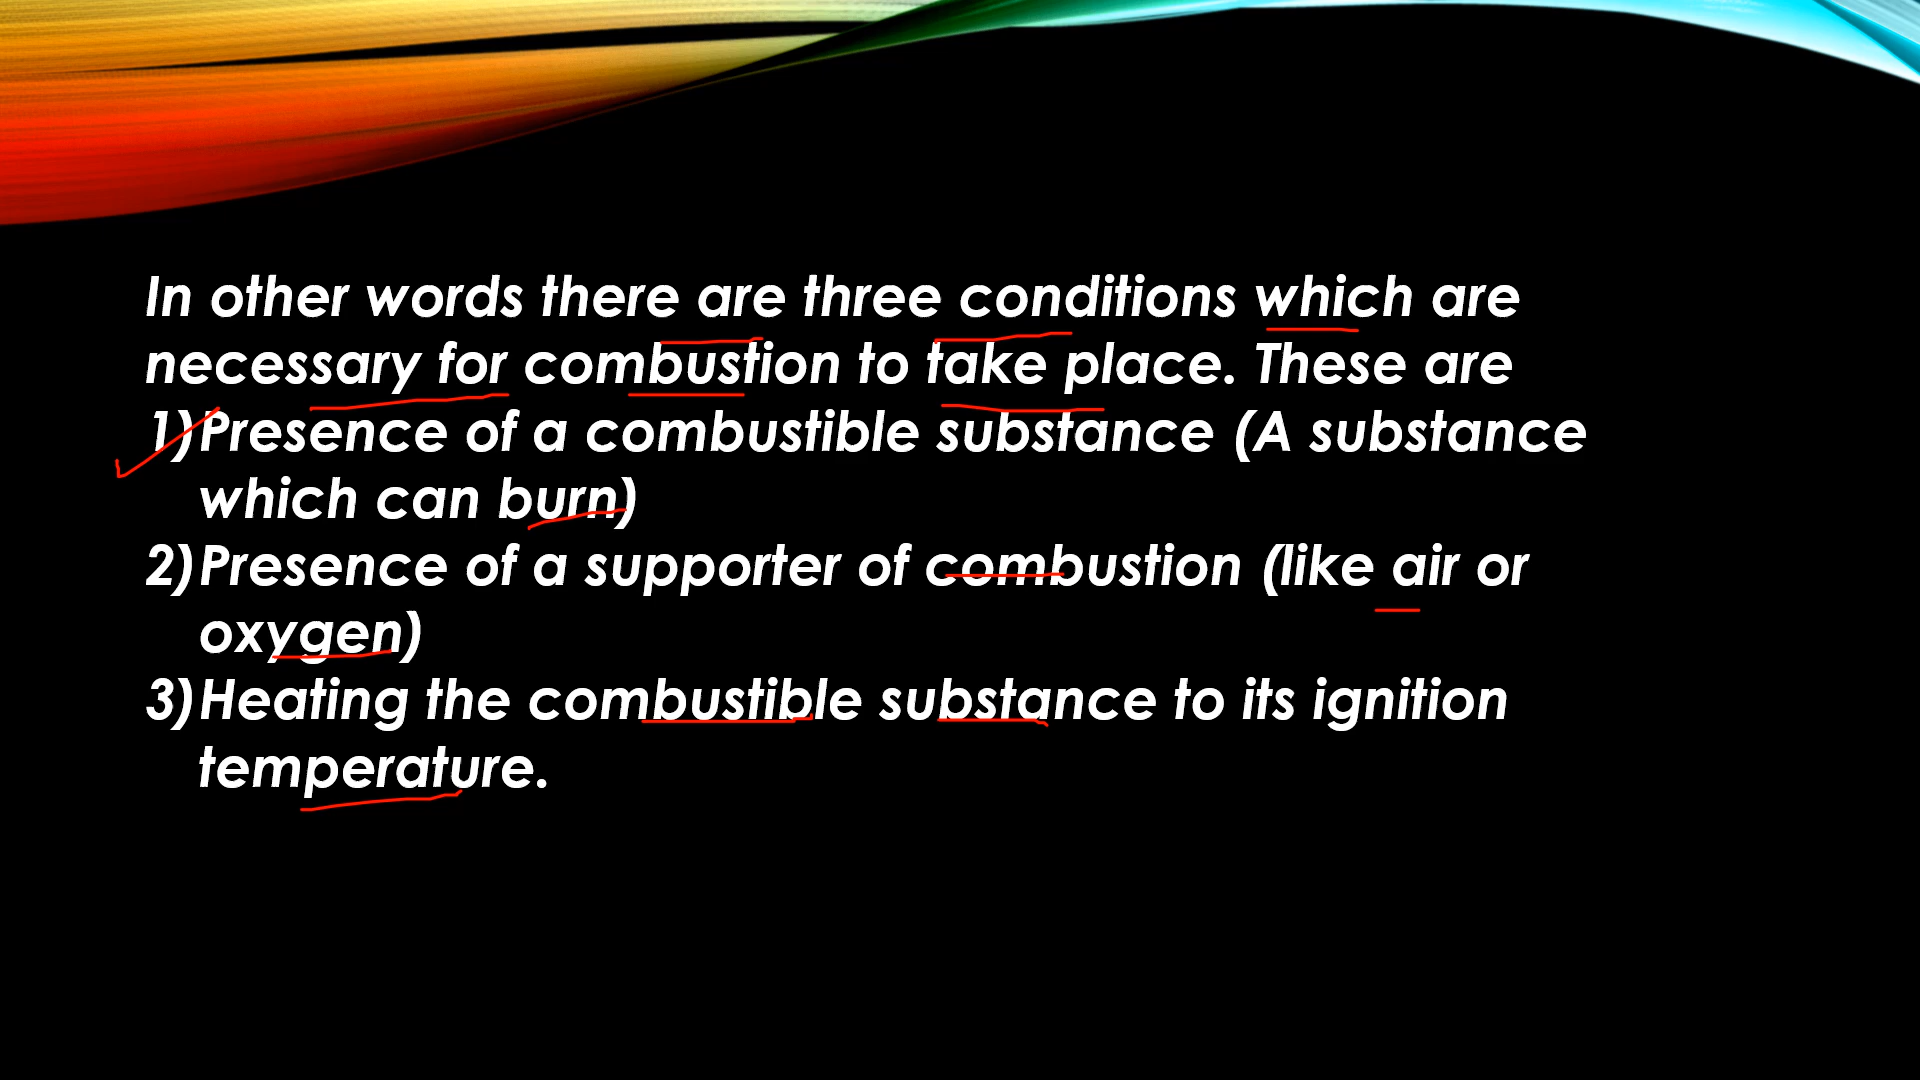 In other words there are three conditions which are
necessary for combustion to take place. These are
1) Presence of a combustible substance (A substance
which can burn)
2) Presence of a supporter of combustion (like air or
oxygen)
3) Heating the combustible substance to its ignition
temperature.